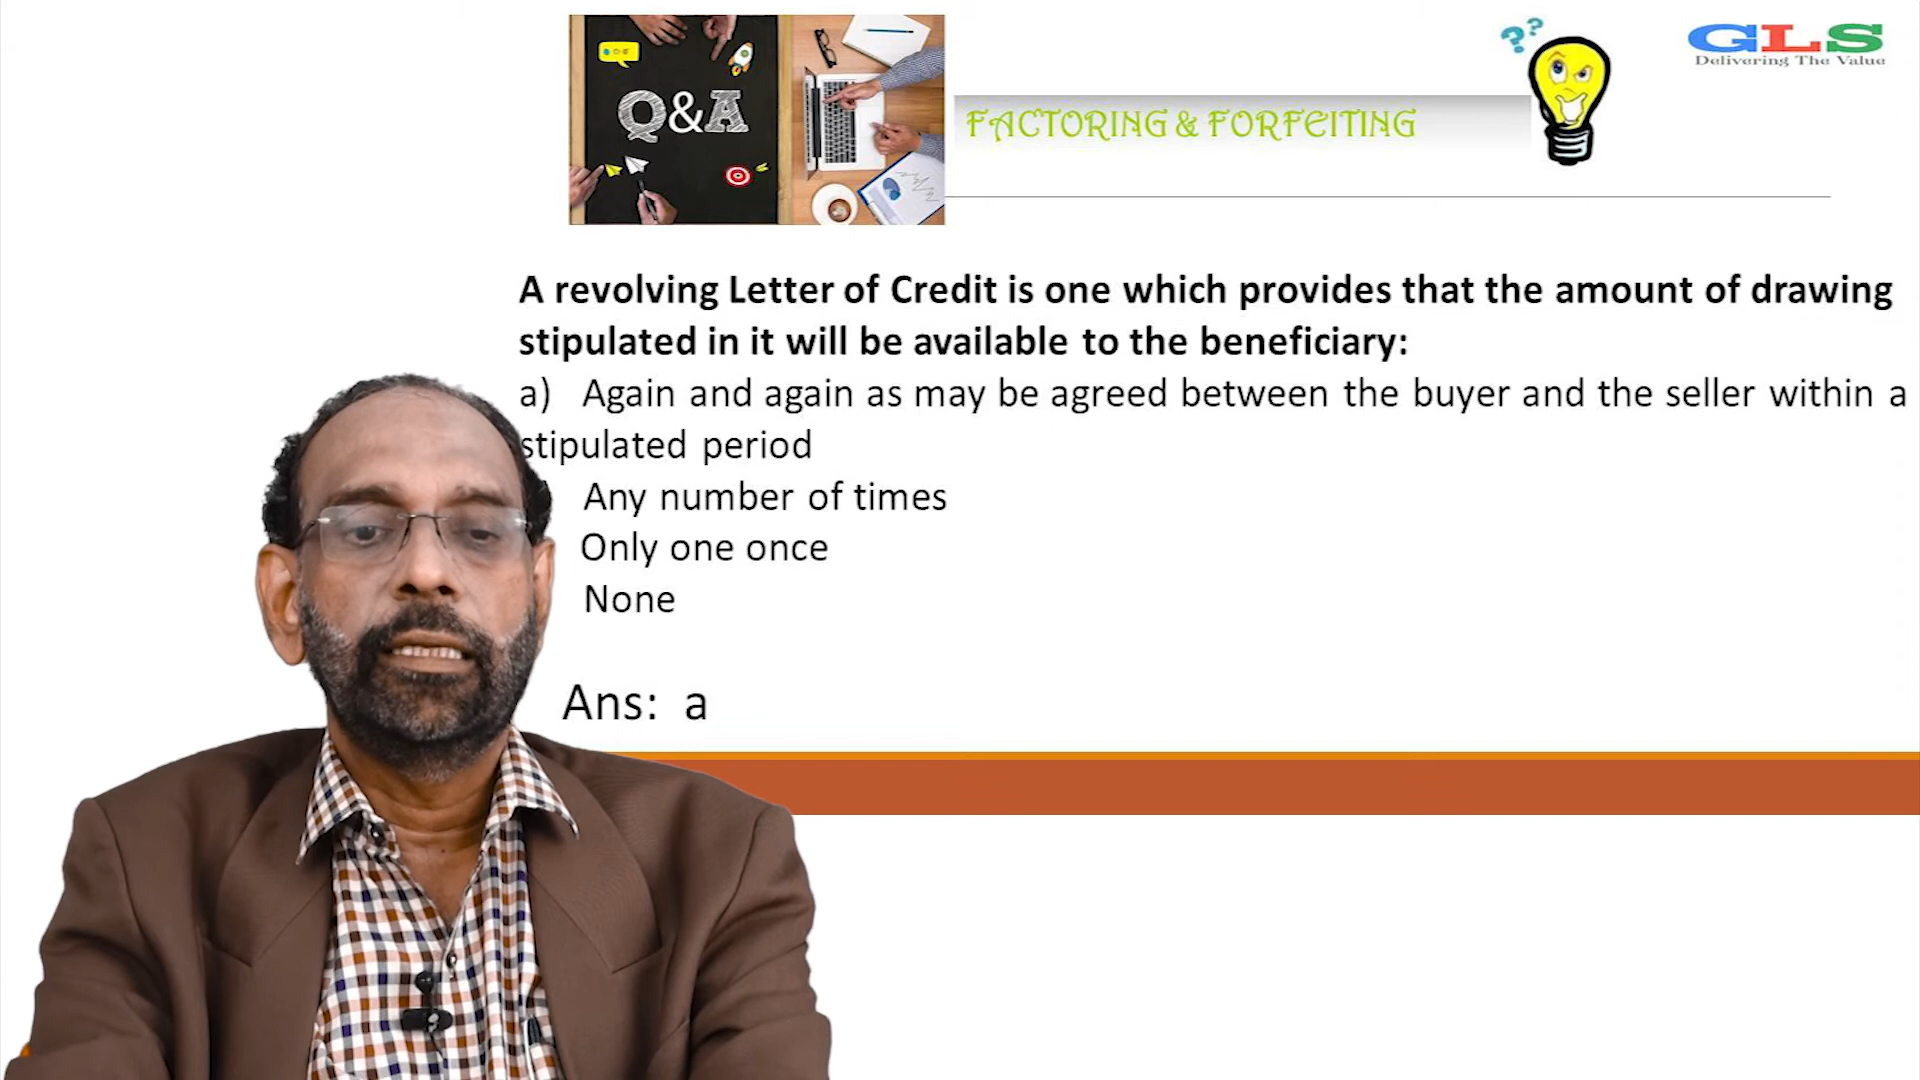 Q&A
FACTORING & FORFEITING
??
GLS
Delivering The Value
A revolving Letter of Credit is one which provides that the amount of drawing
stipulated in it will be available to the beneficiary:
a) Again and again as may be agreed between the buyer and the seller within a
stipulated period
Any number of times
Only one once
None
Ans: a